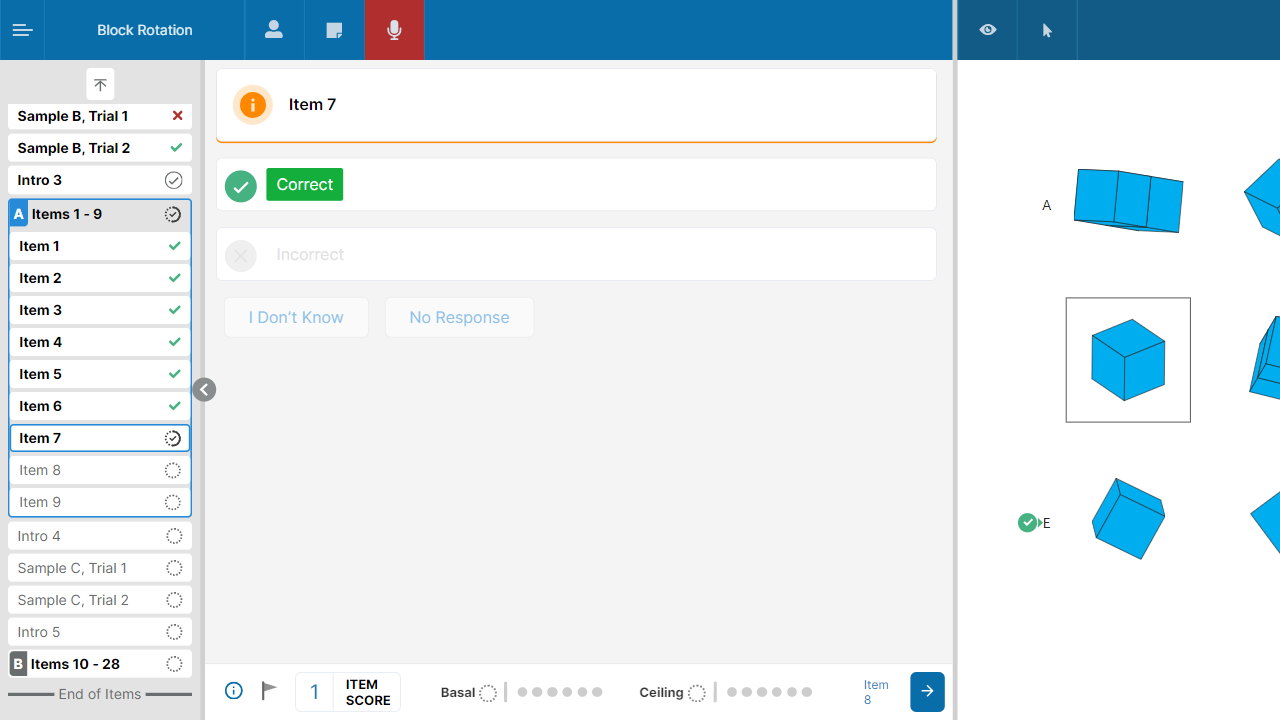 Block Rotation
Sample B, Trial 1
Sample B, Trial 2
Intro 3
A Items 1 - 9
Item 1
Item 2
Item 3
Item 4
Item 5
Item 6
Item 7
Item 8
Item 9
Intro 4
Sample C, Trial 1
Sample C, Trial 2
Intro 5
B Items 10 - 28
End of Items
Item 7
Correct
Incorrect
I Don't Know No Response
1 ITEM SCORE
Basal
Ceiling
Item 8
A
E